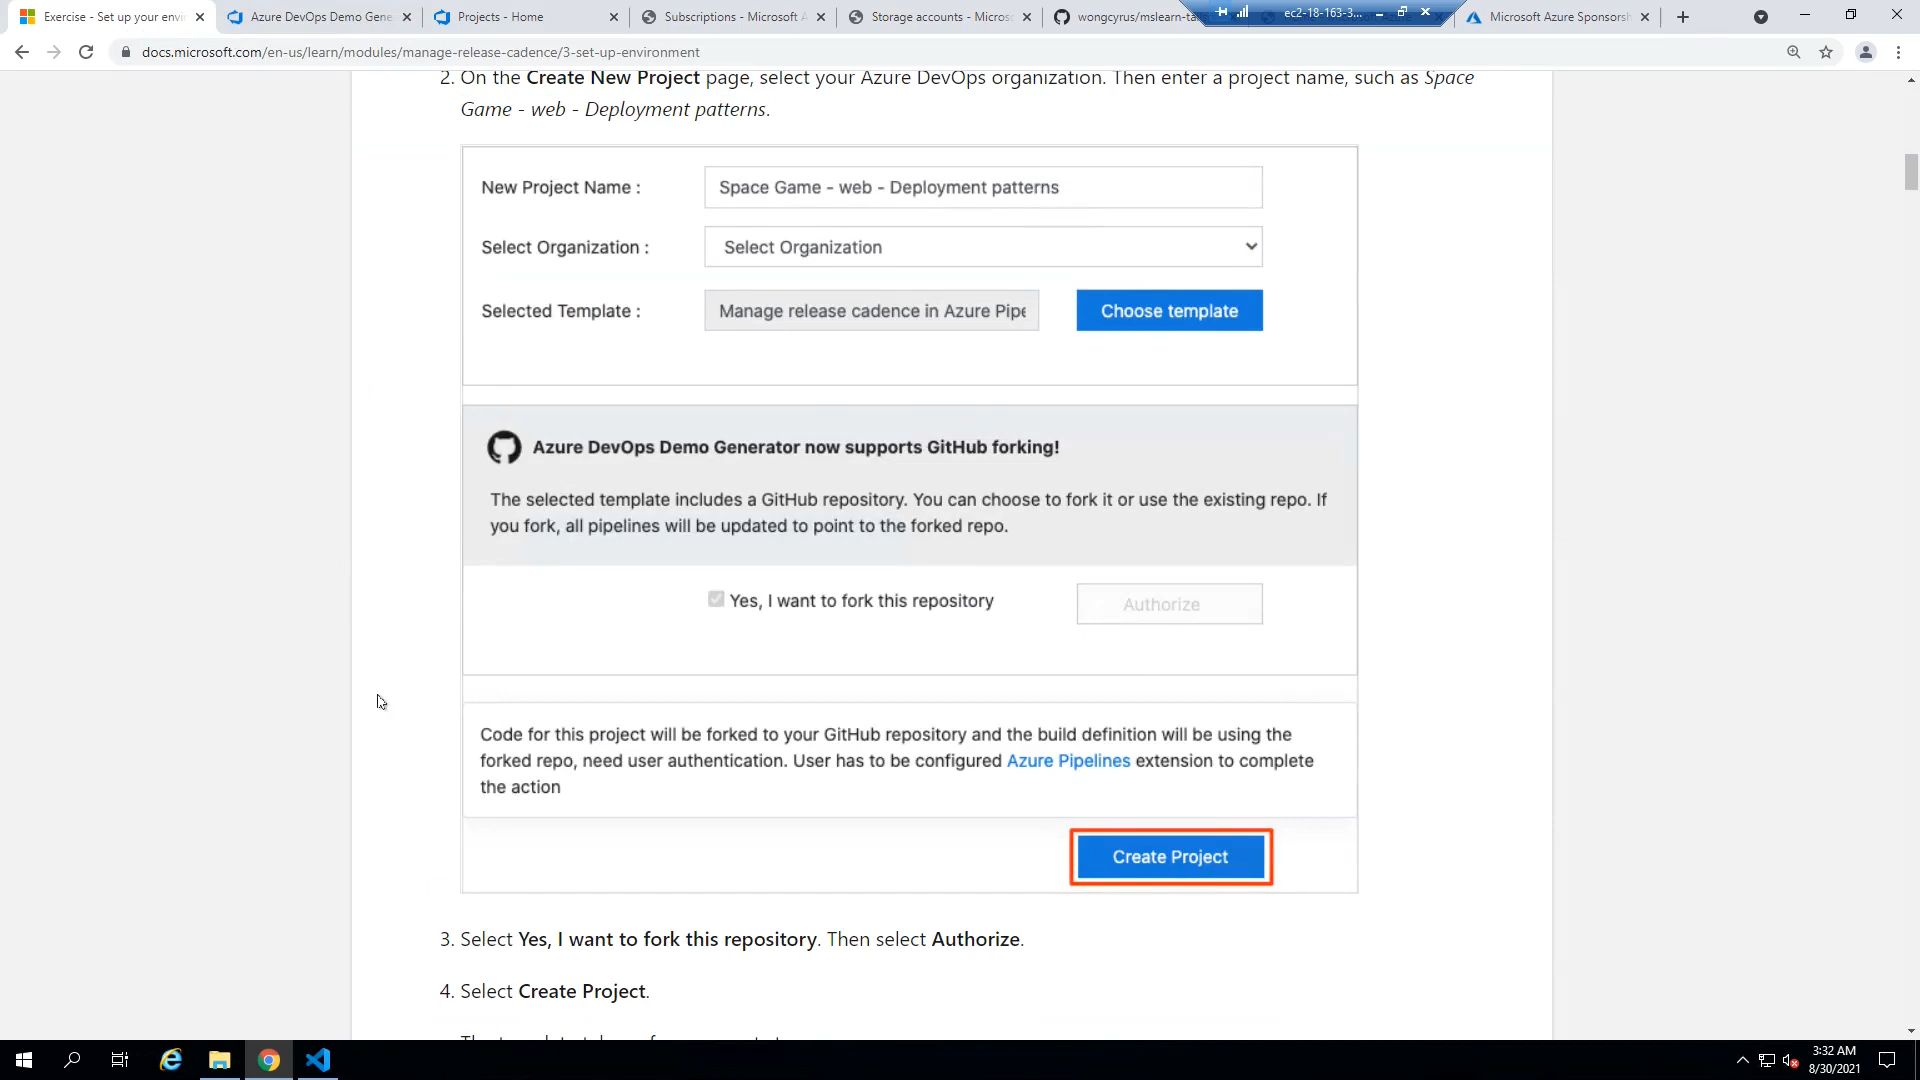 Exercise - Set up your envi
Azure DevOps Demo Gene
Projects - Home
Subscriptions - Microsoft A
Storage accounts - Micros
wongcyrus/mslearn-ta
ec2-18-163-3...
Microsoft Azure Sponsorsh
docs.microsoft.com/en-us/learn/modules/manage-release-cadence/3-set-up-environment
2. On the Create New Project page, select your Azure DevOps organization. Then enter a project name, such as Space
Game - web - Deployment patterns.
New Project Name :
Space Game - web - Deployment patterns
Select Organization :
Select Organization
Selected Template :
Manage release cadence in Azure Pipe
Choose template
Azure DevOps Demo Generator now supports GitHub forking!
The selected template includes a GitHub repository. You can choose to fork it or use the existing repo. If
you fork, all pipelines will be updated to point to the forked repo.
Yes, I want to fork this repository
Authorize
Code for this project will be forked to your GitHub repository and the build definition will be using the
forked repo, need user authentication. User has to be configured Azure Pipelines extension to complete
the action
Create Project
3. Select Yes, I want to fork this repository. Then select Authorize.
4. Select Create Project.
3:32 AM
8/30/2021